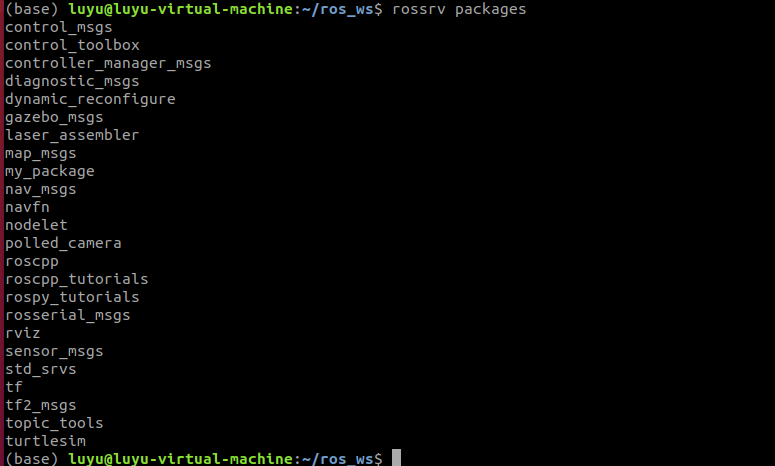 (base) luyu@luyu-virtual-machine:~/ros_ws$ rossrv packages
control_msgs
control_toolbox
controller_manager_msgs
diagnostic_msgs
dynamic_reconfigure
gazebo_msgs
laser_assembler
map_msgs
my_package
nav_msgs
navfn
nodelet
polled_camera
roscpp
roscpp_tutorials
rospy_tutorials
rosserial_msgs
rviz
sensor_msgs
std_srvs
tf
tf2_msgs
topic_tools
turtlesim
(base) luyu@luyu-virtual-machine:~/ros_ws$